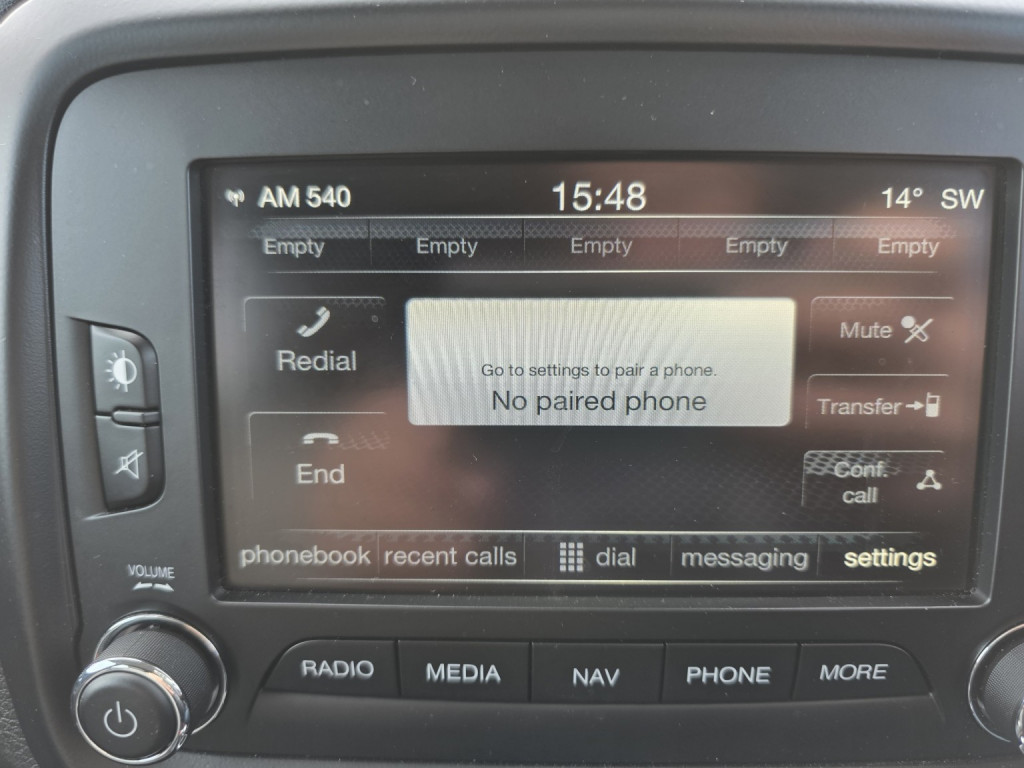 AM 540 15:48 14° SW
Empty Empty Empty Empty Empty
Redial
Go to settings to pair a phone.
No paired phone
Mute
Transfer
End
Conf.
call
phonebook recent calls dial messaging settings
VOLUME
RADIO MEDIA NAV PHONE MORE